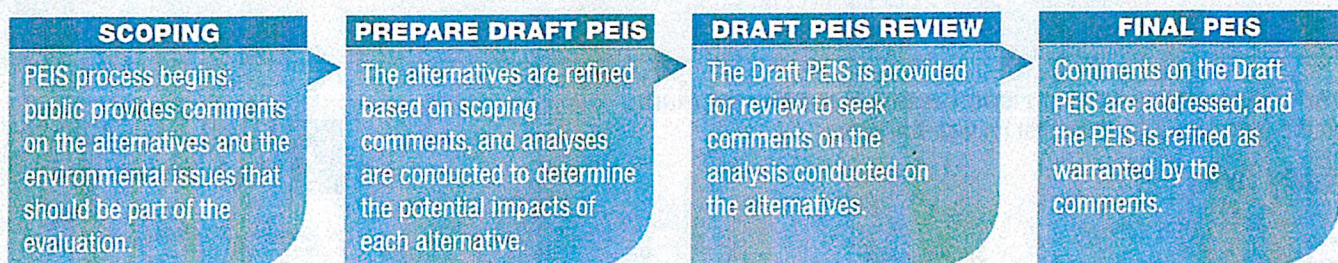 SCOPING
PEIS process begins;
public provides comments
on the alternatives and the
environmental issues that
should be part of the
evaluation.
PREPARE DRAFT PEIS
The alternatives are refined
based on scoping
comments, and analyses
are conducted to determine
the potential impacts of
each alternative.
DRAFT PEIS REVIEW
The Draft PEIS is provided
for review to seek
comments on the
analysis conducted on
the alternatives.
FINAL PEIS
Comments on the Draft
PEIS are addressed, and
the PEIS is refined as
warranted by the
comments.